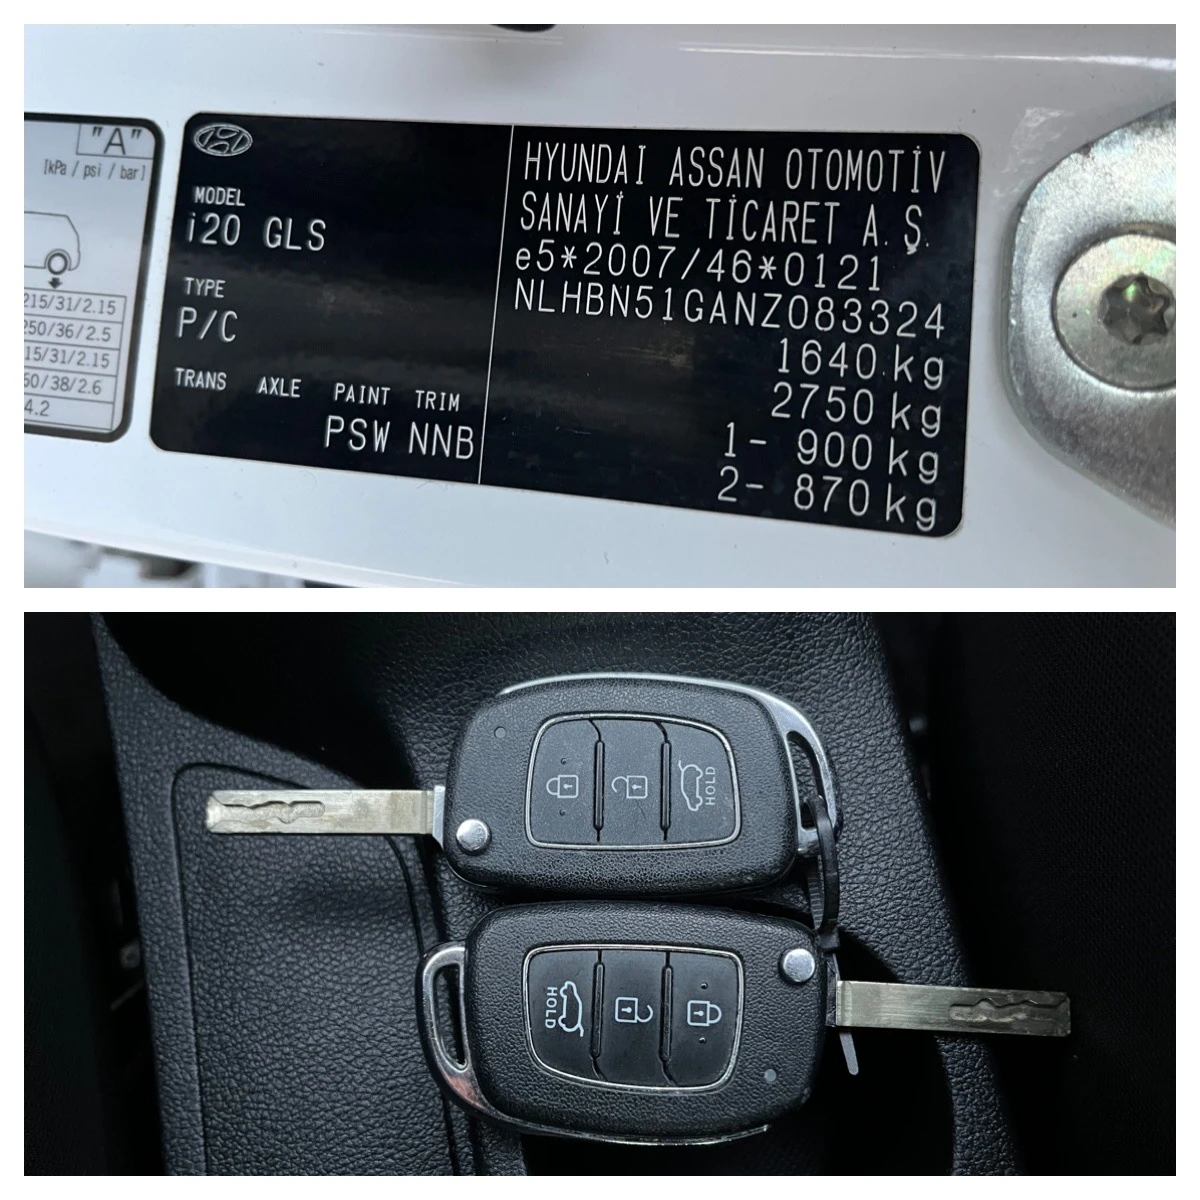 "A"
[kPa / psi / bar]
215/31/2.15
250/36/2.5
15/31/2.15
60/38/2.6
4.2
MODEL
i20 GLS
TYPE
P/C
TRANS AXLE PAINT TRIM
PSW NNB
HYUNDAI ASSAN OTOMOTİV
SANAYİ VE TİCARET A.Ş.
e5*2007/46*0121
NLHBN51GANZ083324
1640 kg
2750 kg
1- 900 kg
2- 870 kg
HOLD
HOLD